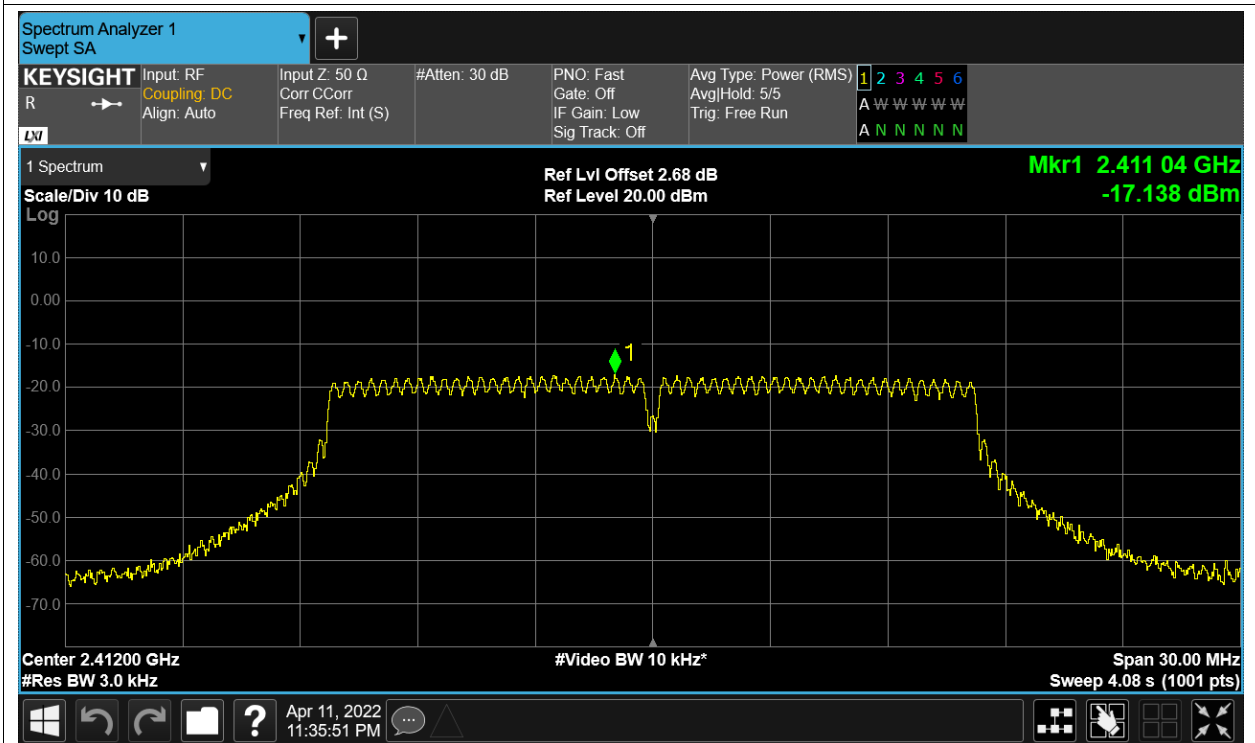 Spectrum Analyzer 1
Swept SA
KEYSIGHT
R
LXI
Input: RF
Coupling: DC
Align: Auto
Input Z: 50 Ω
Corr CCorr
Freq Ref: Int (S)
#Atten: 30 dB
PNO: Fast
Gate: Off
IF Gain: Low
Sig Track: Off
Avg Type: Power (RMS)
Avg|Hold: 5/5
Trig: Free Run
1 2 3 4 5 6
A W W W W W
A N N N N N
1 Spectrum
Scale/Div 10 dB
Log
Ref Lvl Offset 2.68 dB
Ref Level 20.00 dBm
Mkr1 2.411 04 GHz
-17.138 dBm
10.0
0.00
-10.0
1
-20.0
-30.0
-40.0
-50.0
-60.0
-70.0
Center 2.41200 GHz
#Res BW 3.0 kHz
#Video BW 10 kHz*
Span 30.00 MHz
Sweep 4.08 s (1001 pts)
?
Apr 11, 2022
11:35:51 PM